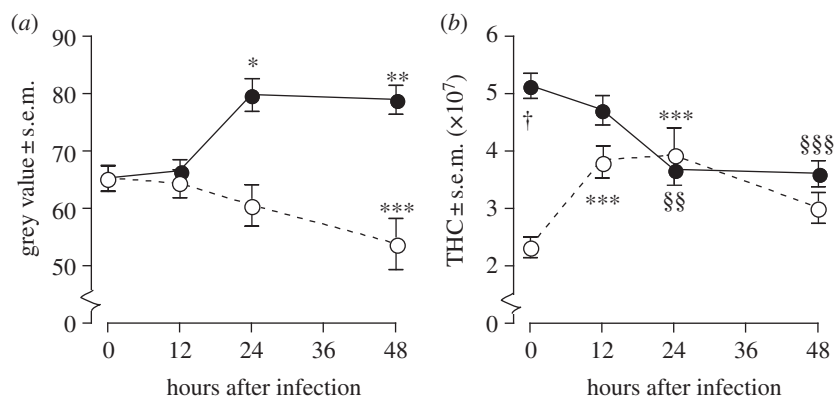 (a)
90
80
70
60
50
0
grey value ± s.e.m.
*
**
***
0 12 24 36 48
hours after infection
(b)
6
5
4
3
2
0
THC ± s.e.m. (×10⁷)
†
***
***
§§
§§§
0 12 24 36 48
hours after infection